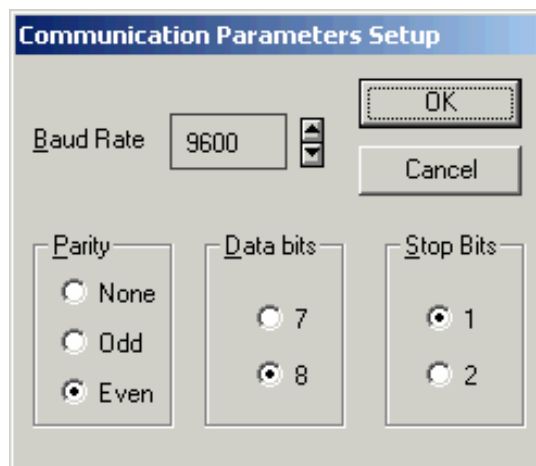 Communication Parameters Setup
Baud Rate
9600
OK
Cancel
Parity
None
Odd
Even
Data bits
7
8
Stop Bits
1
2